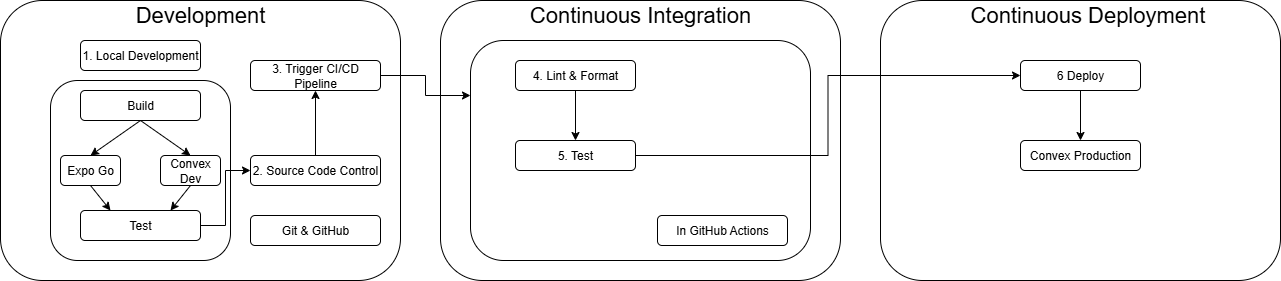 Development
1. Local Development
Build
Expo Go
Convex
Dev
Test
2. Source Code Control
3. Trigger CI/CD
Pipeline
Git & GitHub
Continuous Integration
4. Lint & Format
5. Test
In GitHub Actions
Continuous Deployment
6 Deploy
Convex Production